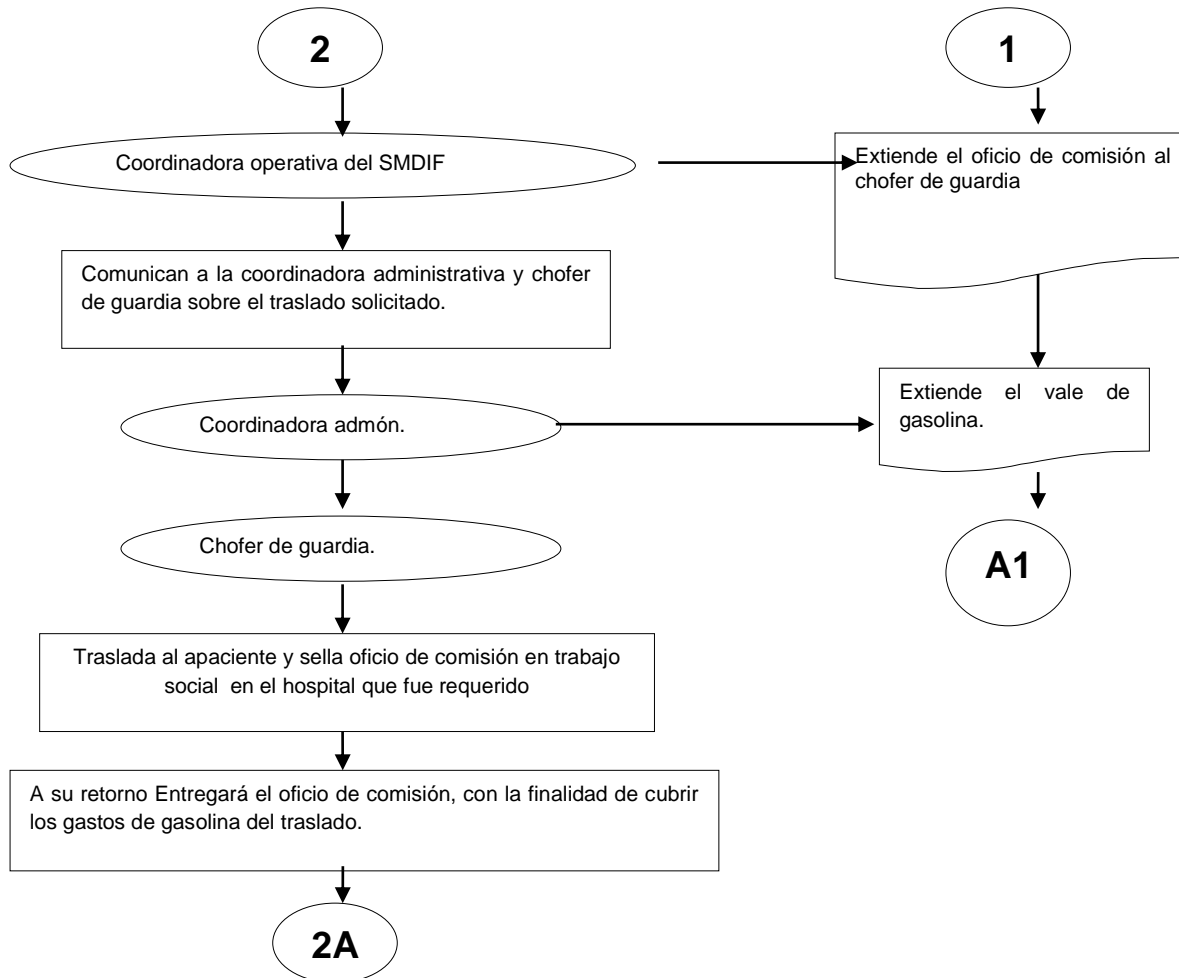 2
1
Coordinadora operativa del SMDIF
Extiende el oficio de comisión al
chofer de guardia
Comunican a la coordinadora administrativa y chofer
de guardia sobre el traslado solicitado.
Coordinadora admón.
Extiende el vale de
gasolina.
Chofer de guardia.
A1
Traslada al apaciente y sella oficio de comisión en trabajo
social en el hospital que fue requerido
A su retorno Entregará el oficio de comisión, con la finalidad de cubrir
los gastos de gasolina del traslado.
2A